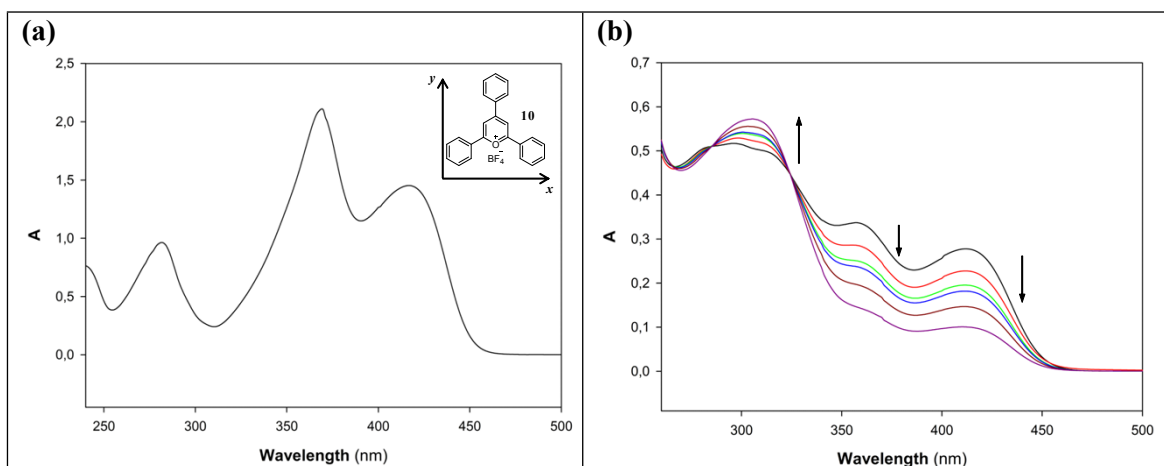 (a)
2,5
2,0
1,5
1,0
0,5
0,0
A
250 300 350 400 450 500
Wavelength (nm)
y
10
O
+
−
BF4
x
(b)
0,7
0,6
0,5
0,4
0,3
0,2
0,1
0,0
A
300 350 400 450 500
Wavelength (nm)